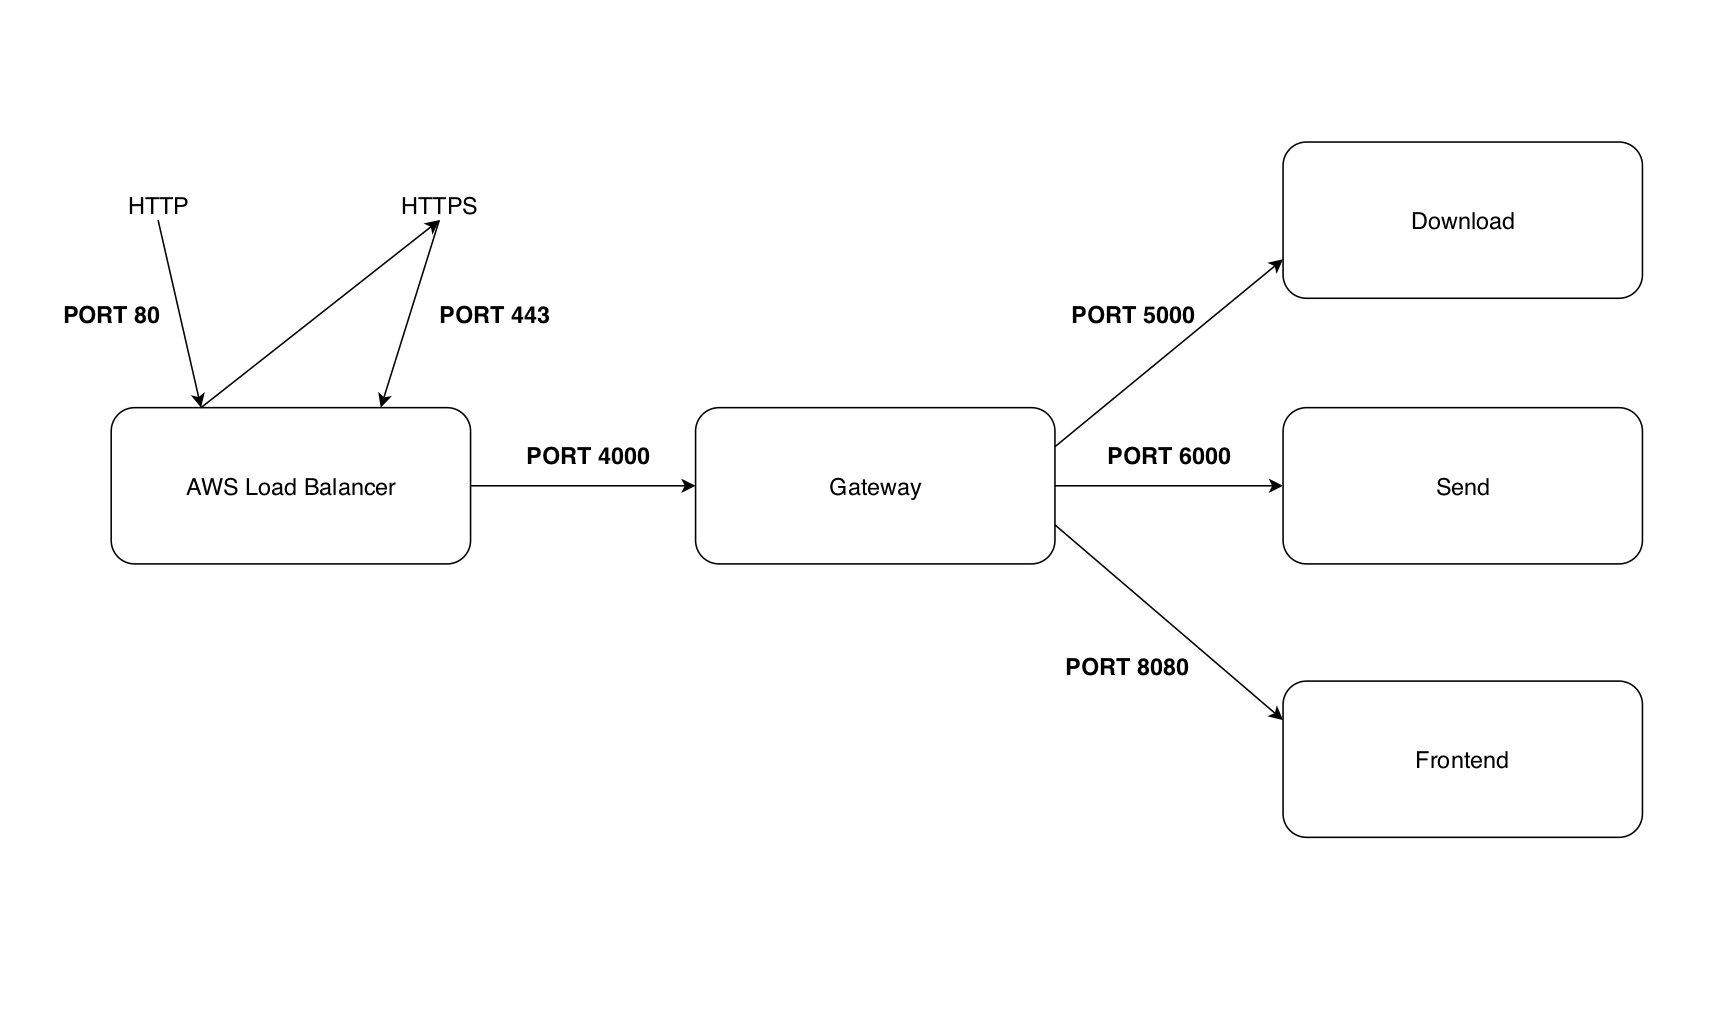 Download
HTTP
HTTPS
PORT 80
PORT 443
PORT 5000
AWS Load Balancer
PORT 4000
Gateway
PORT 6000
Send
PORT 8080
Frontend